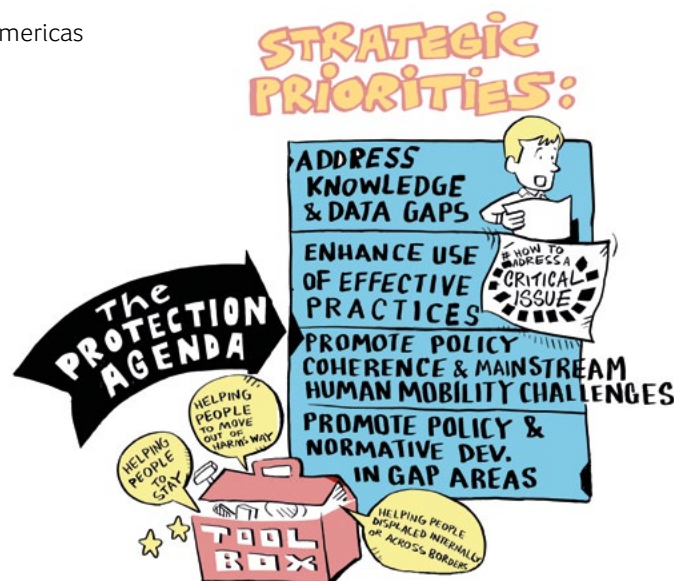 mericas
STRATEGIC
PRIORITIES:
ADDRESS
KNOWLEDGE
& DATA GAPS
ENHANCE USE
OF EFFECTIVE
PRACTICES
# HOW TO
ADRESS A
CRITICAL
ISSUE
PROMOTE POLICY
COHERENCE & MAINSTREAM
HUMAN MOBILITY CHALLENGES
PROMOTE POLICY &
NORMATIVE DEV.
IN GAP AREAS
The
PROTECTION
AGENDA
HELPING
PEOPLE
TO MOVE
OUT OF
HARM'S WAY
HELPING
PEOPLE
TO
STAY
HELPING PEOPLE
DISPLACED INTERNALLY
OR ACROSS BORDERS
TOOL
BOX